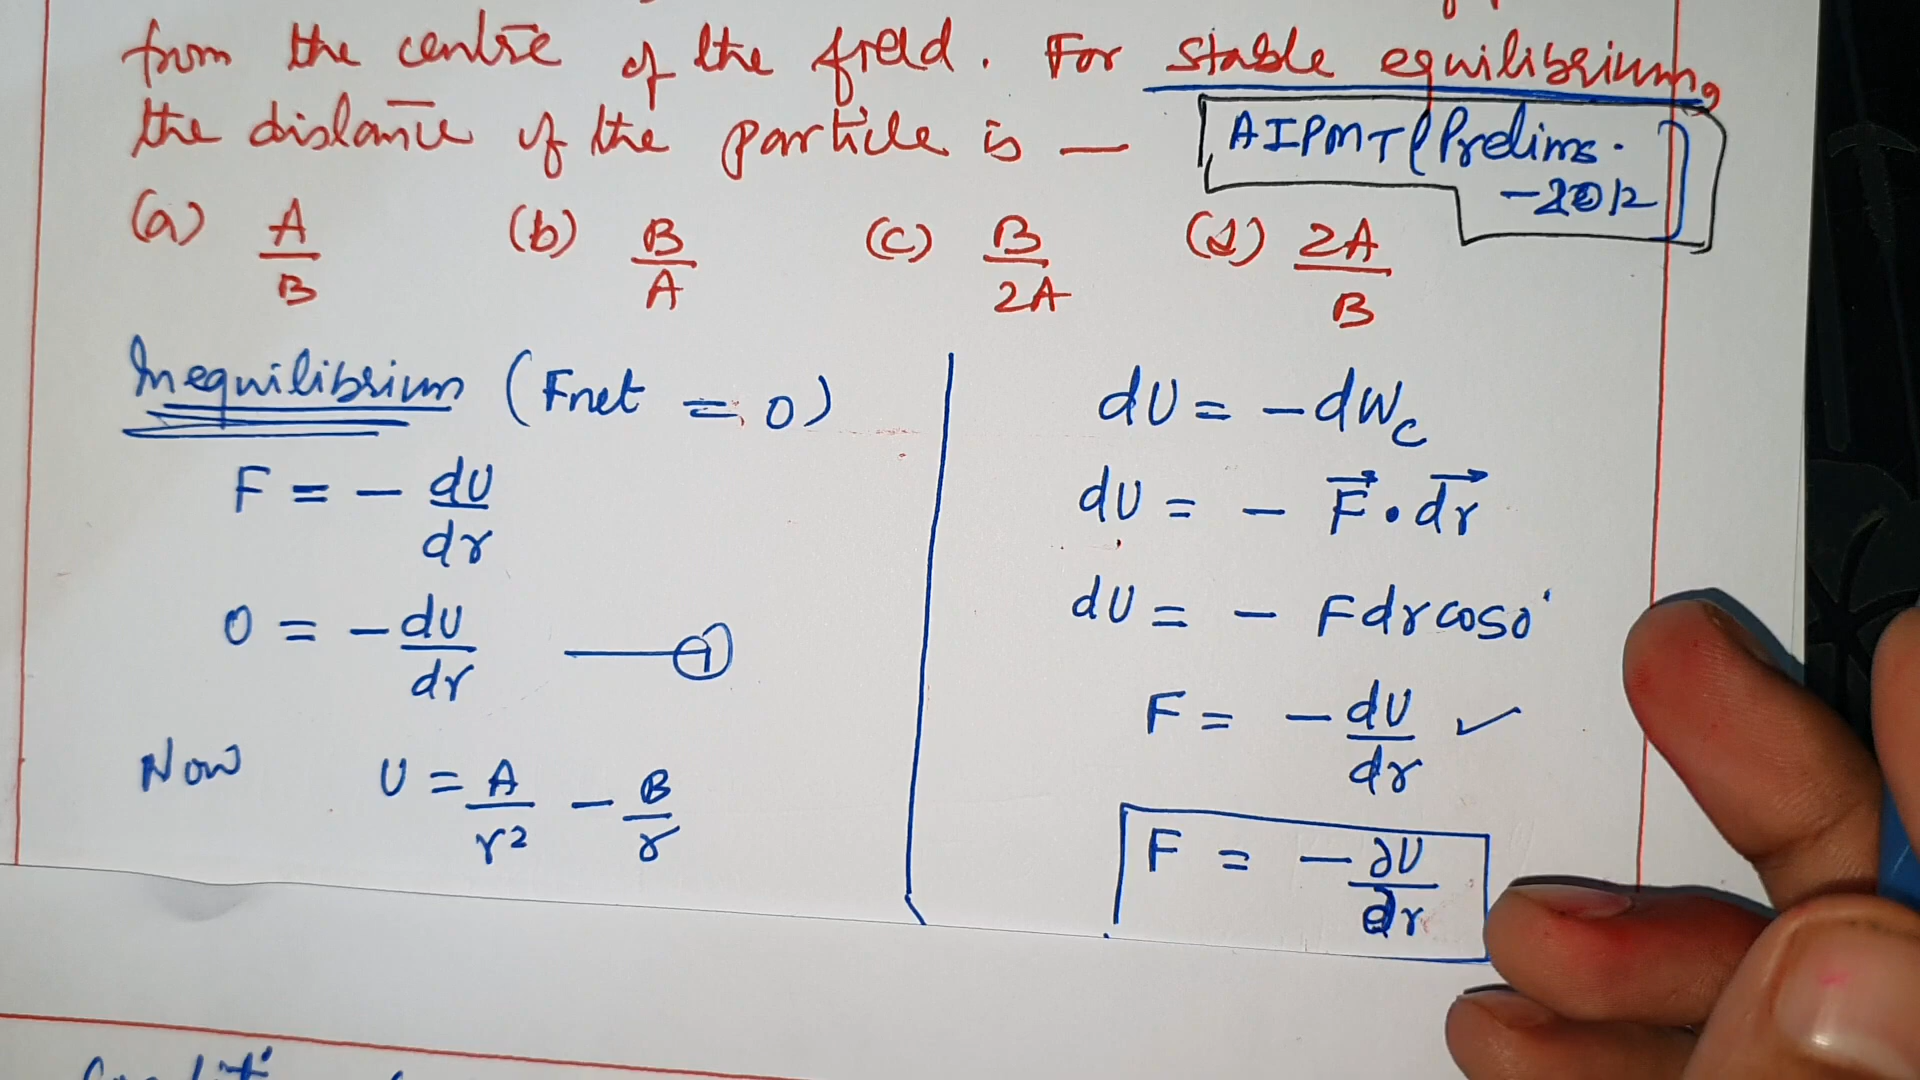 from the centre of the field. For stable equilibrium,
the distance of the particle is — [AIPMT (Prelims.
-2012]
(a) A/B (b) B/A (c) B/2A (d) 2A/B
In equilibrium (Fnet = 0)
F = - dU/dr
0 = - dU/dr —— ①
Now U = A/r² - B/r
dU = - dWc
dU = - F⃗ • dr⃗
dU = - F dr cos0°
F = - dU/dr ✓
F = - ∂U/∂r